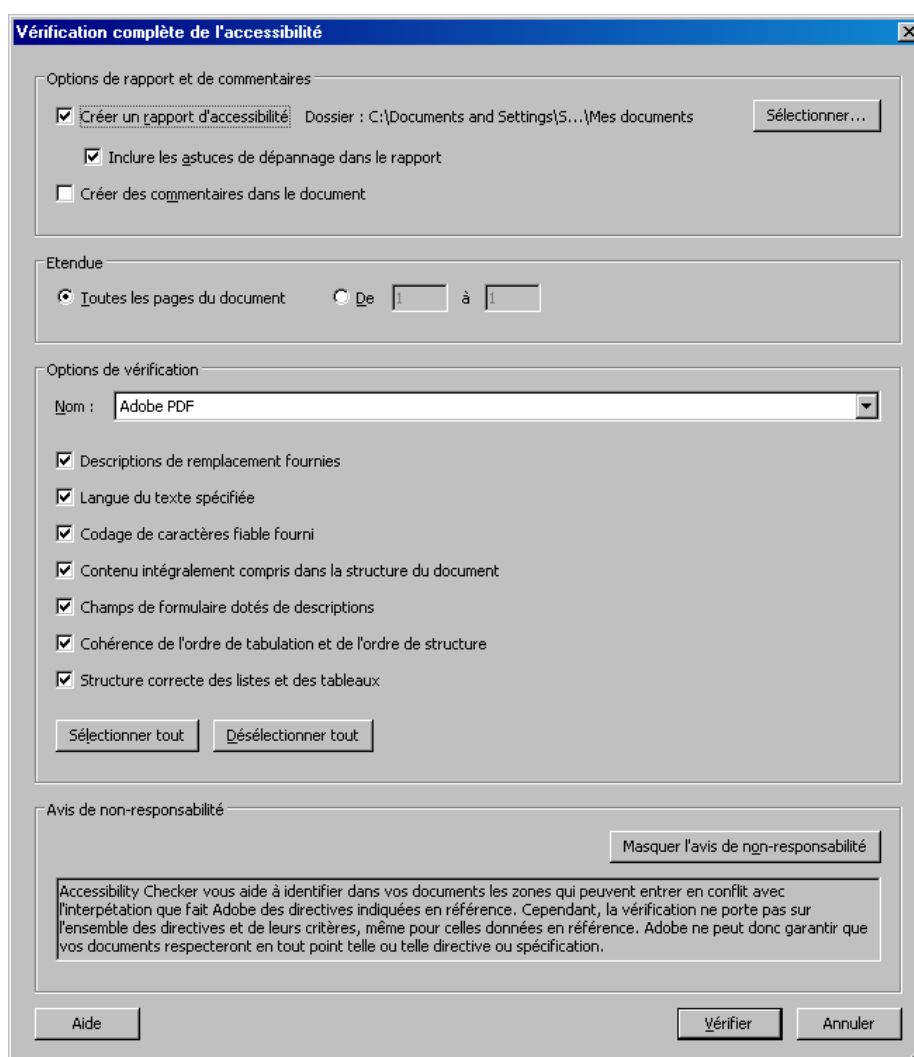 Vérification complète de l'accessibilité
Options de rapport et de commentaires
Créer un rapport d'accessibilité Dossier : C:\Documents and Settings\S...\Mes documents Sélectionner...
Inclure les astuces de dépannage dans le rapport
Créer des commentaires dans le document
Etendue
Toutes les pages du document De 1 à 1
Options de vérification
Nom : Adobe PDF
Descriptions de remplacement fournies
Langue du texte spécifiée
Codage de caractères fiable fourni
Contenu intégralement compris dans la structure du document
Champs de formulaire dotés de descriptions
Cohérence de l'ordre de tabulation et de l'ordre de structure
Structure correcte des listes et des tableaux
Sélectionner tout Désélectionner tout
Avis de non-responsabilité
Masquer l'avis de non-responsabilité
Accessibility Checker vous aide à identifier dans vos documents les zones qui peuvent entrer en conflit avec
l'interpétation que fait Adobe des directives indiquées en référence. Cependant, la vérification ne porte pas sur
l'ensemble des directives et de leurs critères, même pour celles données en référence. Adobe ne peut donc garantir que
vos documents respecteront en tout point telle ou telle directive ou spécification.
Aide Vérifier Annuler